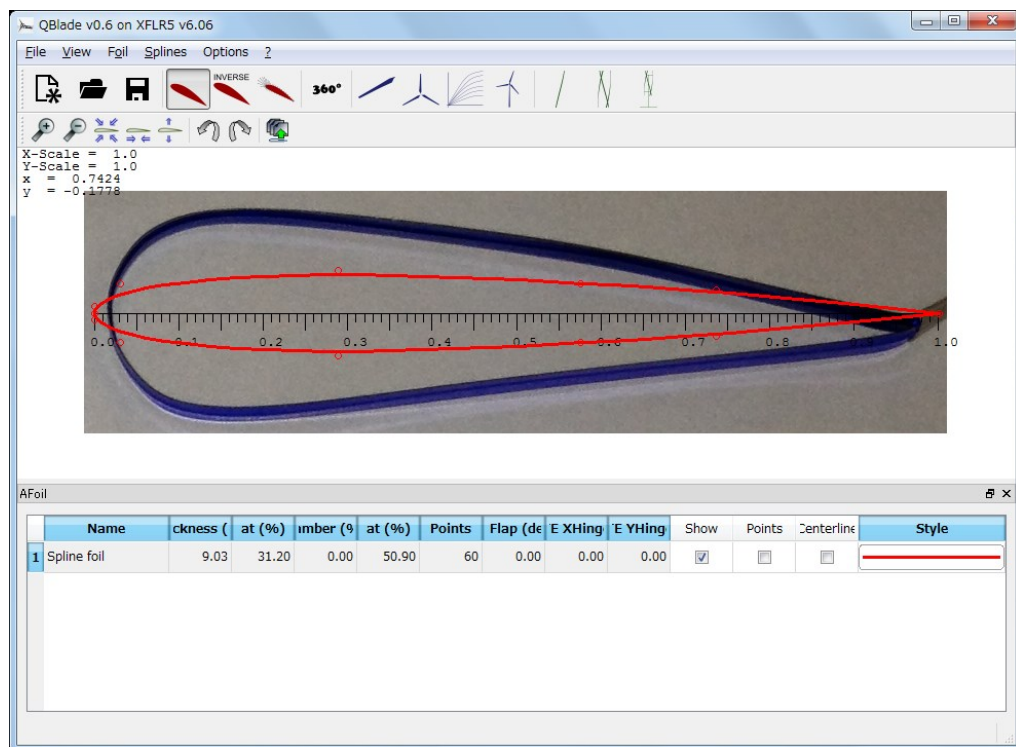 QBlade v0.6 on XFLR5 v6.06
File View Foil Splines Options ?
INVERSE
360°
X-Scale = 1.0
Y-Scale = 1.0
x = 0.7424
y = -0.1778
0.0 0.1 0.2 0.3 0.4 0.5 0.6 0.7 0.8 0.9 1.0
AFoil
Name ckness ( at (%) ımber (% at (%) Points Flap (de E XHing E YHing Show Points Centerline Style
1 Spline foil 9.03 31.20 0.00 50.90 60 0.00 0.00 0.00